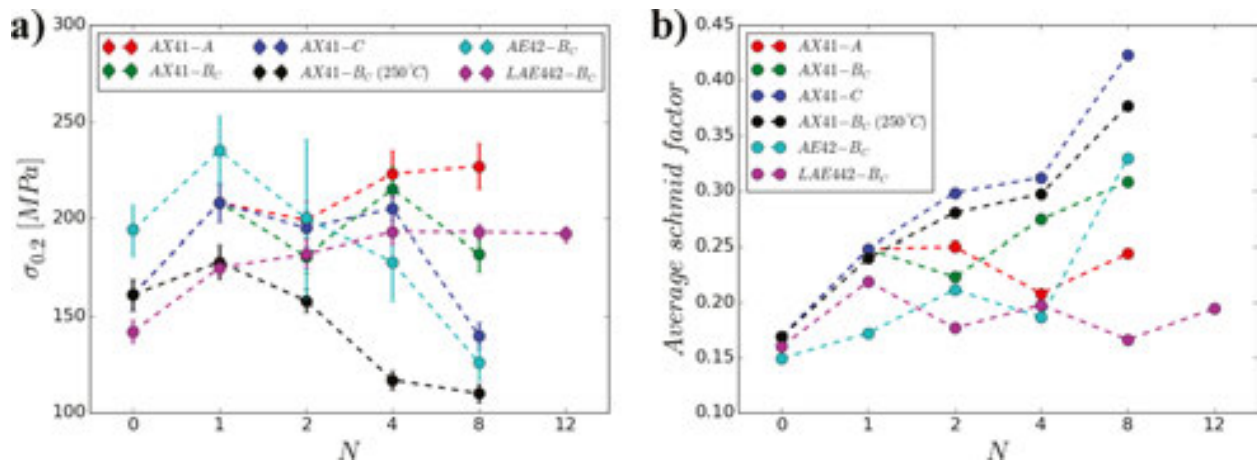 a)
300
250
200
150
100
σ0.2 [MPa]
AX41−A
AX41−BC
AX41−C
AX41−BC (250°C)
AE42−BC
LAE442−BC
0 1 2 4 8 12
N
b)
0.45
0.40
0.35
0.30
0.25
0.20
0.15
0.10
Average schmid factor
AX41−A
AX41−BC
AX41−C
AX41−BC (250°C)
AE42−BC
LAE442−BC
0 1 2 4 8 12
N